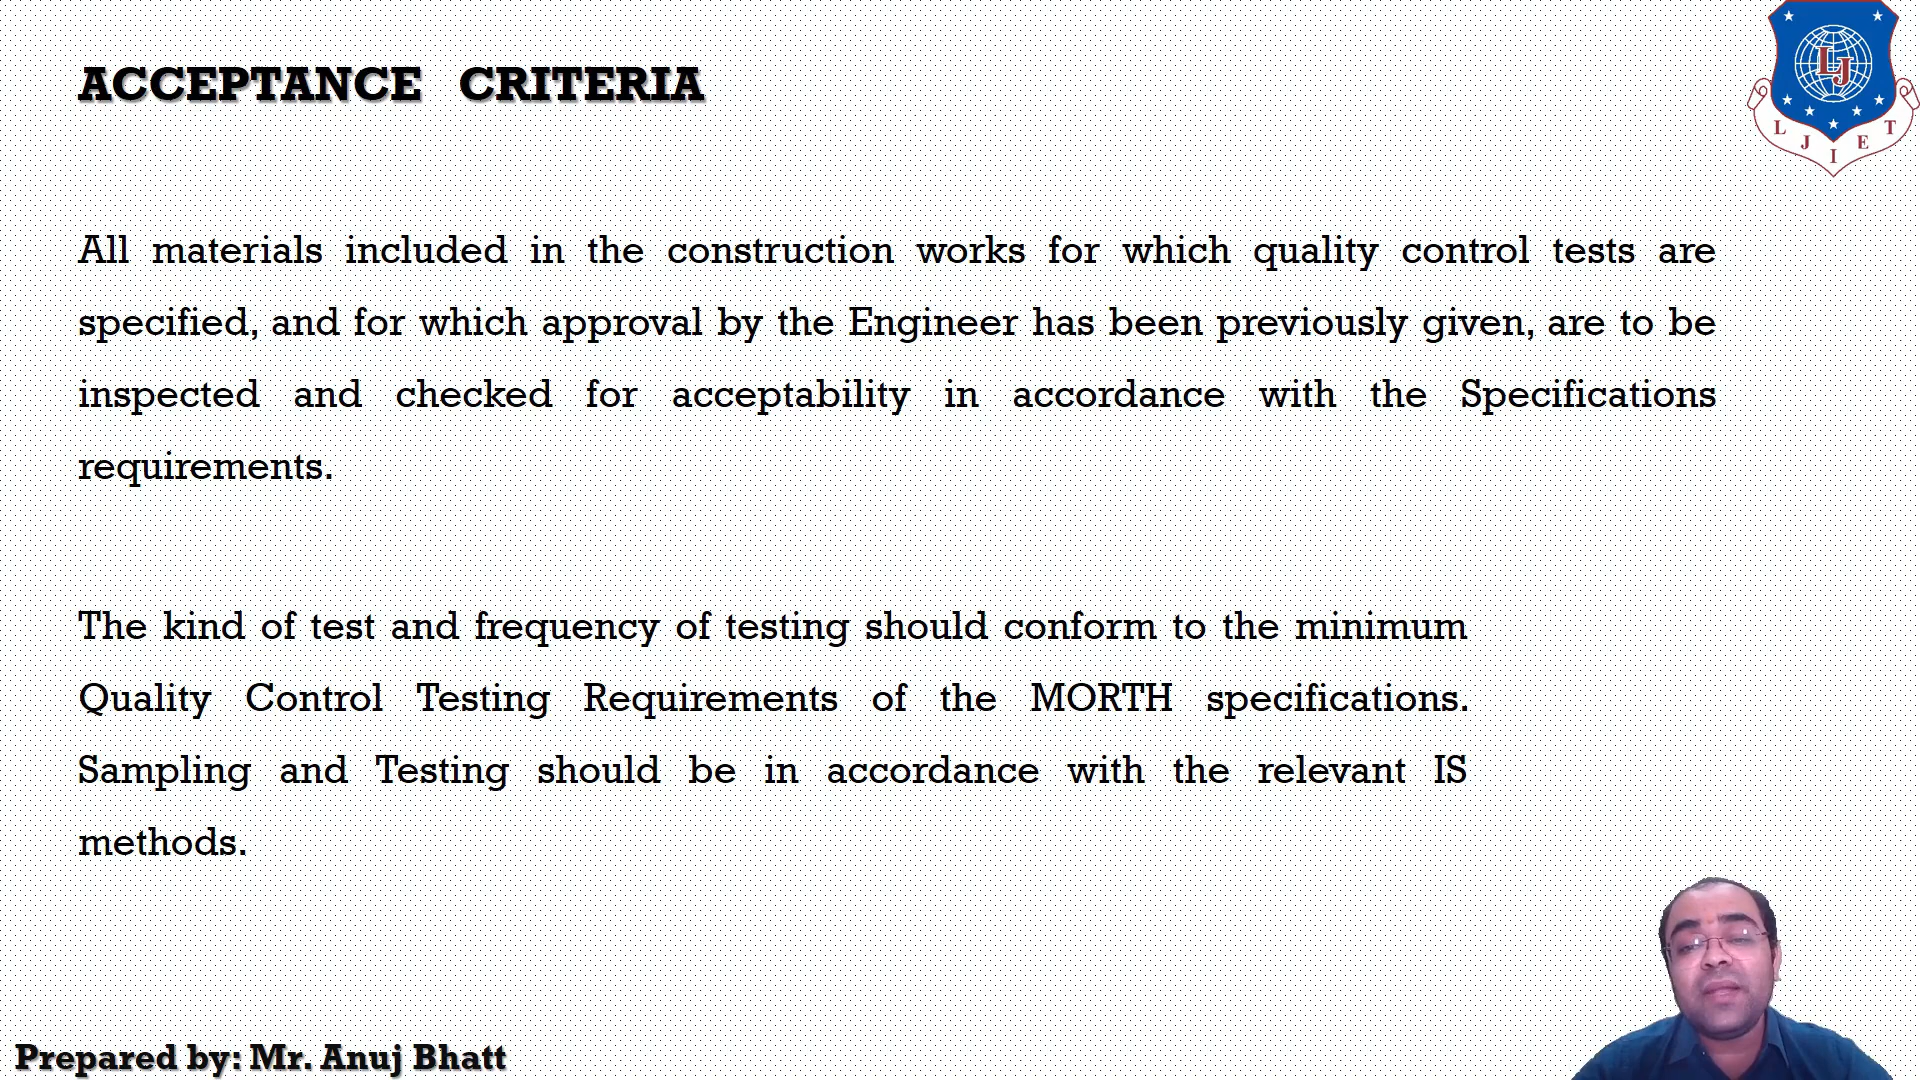 ACCEPTANCE CRITERIA
LJ
L J I E T
All materials included in the construction works for which quality control tests are
specified, and for which approval by the Engineer has been previously given, are to be
inspected and checked for acceptability in accordance with the Specifications
requirements.
The kind of test and frequency of testing should conform to the minimum
Quality Control Testing Requirements of the MORTH specifications.
Sampling and Testing should be in accordance with the relevant IS
methods.
Prepared by: Mr. Anuj Bhatt